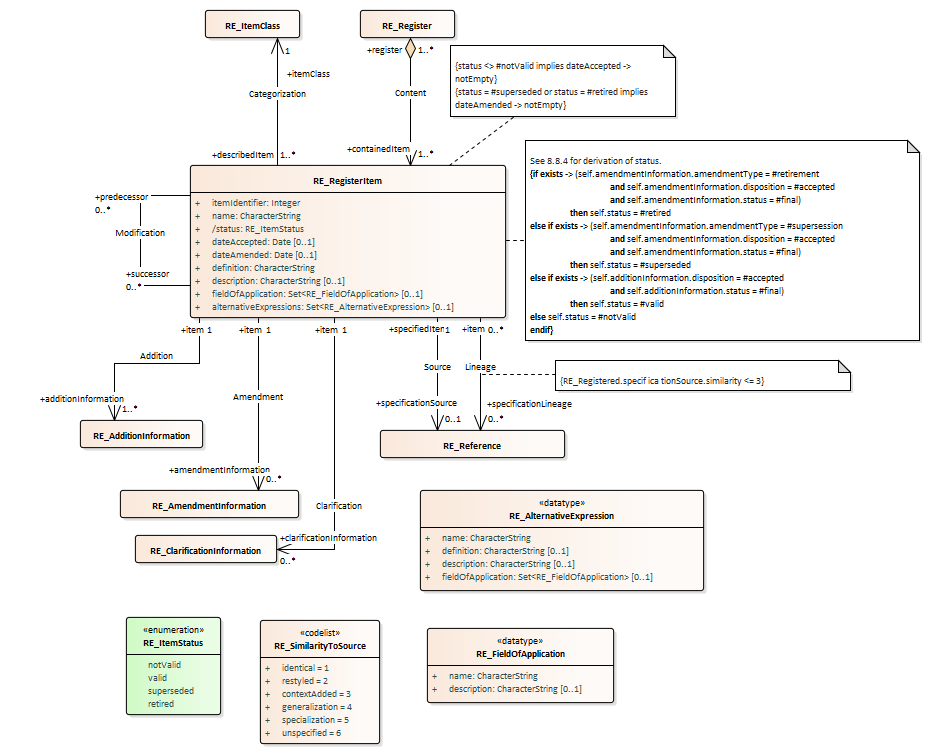 RE_ItemClass
RE_Register
1
+register
1..*
+itemClass
Categorization
Content
{status <> #notValid implies dateAccepted ->
notEmpty}
{status = #superseded or status = #retired implies
dateAmended -> notEmpty}
+describedItem 1..*
+containedItem
1..*
See 8.8.4 for derivation of status.
{if exists -> (self.amendmentInformation.amendmentType = #retirement
and self.amendmentInformation.disposition = #accepted
and self.amendmentInformation.status = #final)
then self.status = #retired
else if exists -> (self.amendmentInformation.amendmentType = #supersession
and self.amendmentInformation.disposition = #accepted
and self.amendmentInformation.status = #final)
then self.status = #superseded
else if exists -> (self.additionInformation.disposition = #accepted
and self.additionInformation.status = #final)
then self.status = #valid
else self.status = #notValid
endif}
RE_RegisterItem
+ itemIdentifier: Integer
+ name: CharacterString
+ /status: RE_ItemStatus
+ dateAccepted: Date [0..1]
+ dateAmended: Date [0..1]
+ definition: CharacterString
+ description: CharacterString [0..1]
+ fieldOfApplication: Set<RE_FieldOfApplication> [0..1]
+ alternativeExpressions: Set<RE_AlternativeExpression> [0..1]
+predecessor
0..*
Modification
+successor
0..*
+item 1
+item 1
+item 1
+specifiedItem 1
+item 0..*
Addition
Source
Lineage
{RE_Registered.specif ica tionSource.similarity <= 3}
+additionInformation
1..*
Amendment
+specificationSource
0..1
+specificationLineage
0..*
RE_AdditionInformation
RE_Reference
+amendmentInformation
0..*
RE_AmendmentInformation
Clarification
+clarificationInformation
0..*
RE_ClarificationInformation
«datatype»
RE_AlternativeExpression
+ name: CharacterString
+ definition: CharacterString [0..1]
+ description: CharacterString [0..1]
+ fieldOfApplication: Set<RE_FieldOfApplication> [0..1]
«enumeration»
RE_ItemStatus
notValid
valid
superseded
retired
«codelist»
RE_SimilarityToSource
+ identical = 1
+ restyled = 2
+ contextAdded = 3
+ generalization = 4
+ specialization = 5
+ unspecified = 6
«datatype»
RE_FieldOfApplication
+ name: CharacterString
+ description: CharacterString [0..1]